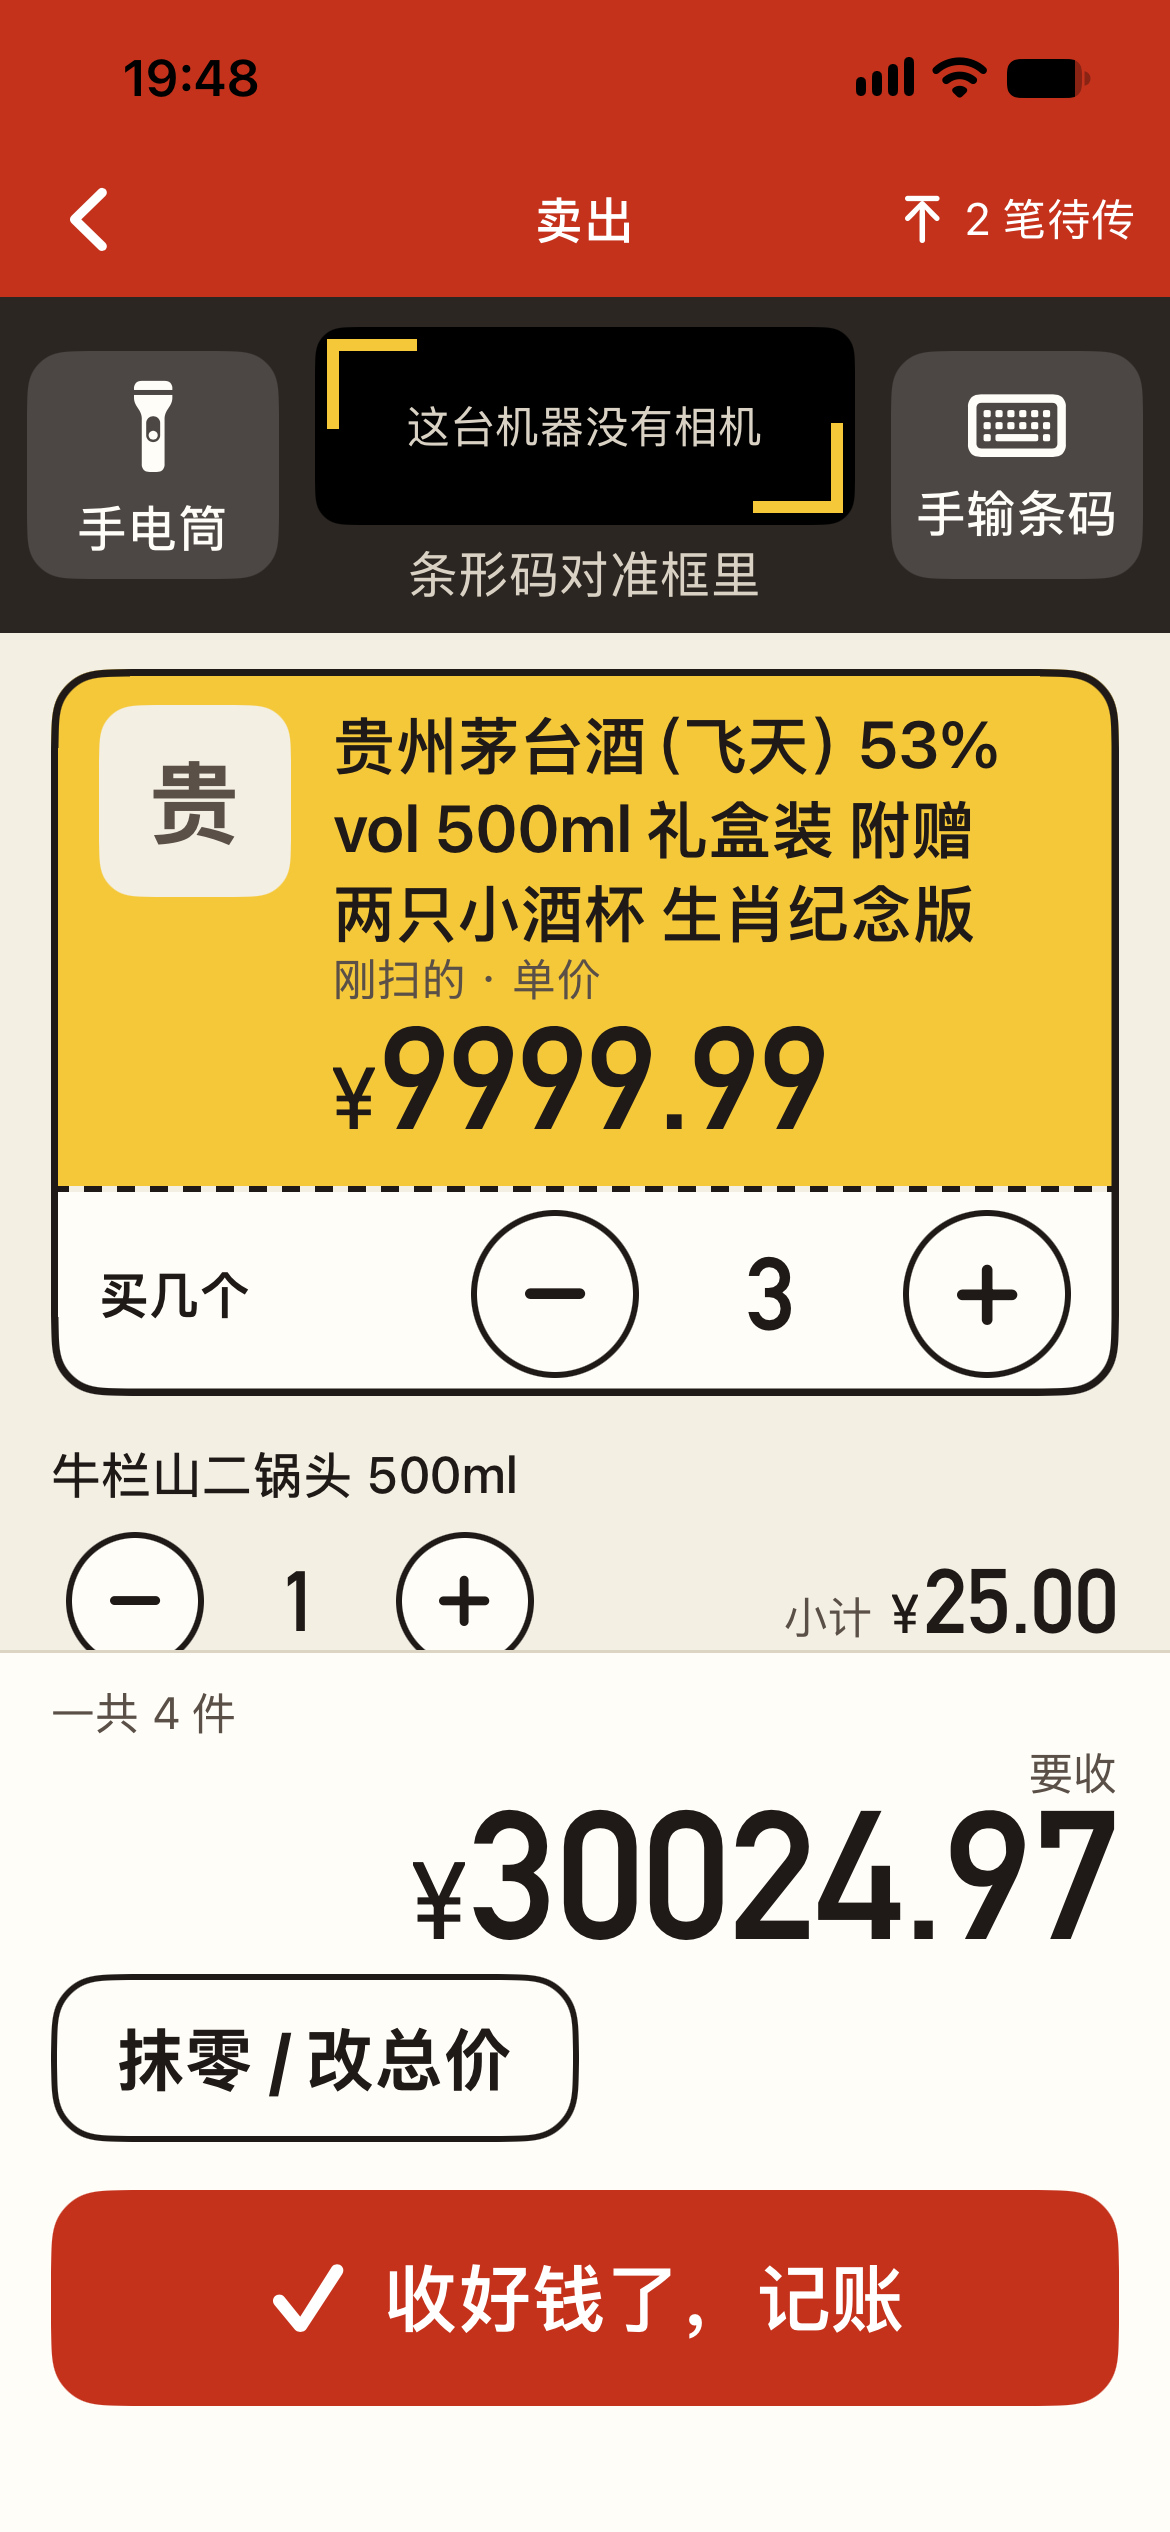 19:48
卖出
2 笔待传
手电筒
这台机器没有相机
条形码对准框里
手输条码
贵
贵州茅台酒（飞天）53%
vol 500ml 礼盒装 附赠
两只小酒杯 生肖纪念版
刚扫的 · 单价
¥9999.99
买几个
3
牛栏山二锅头 500ml
1
小计 ¥25.00
一共 4 件
要收
¥30024.97
抹零 / 改总价
收好钱了，记账